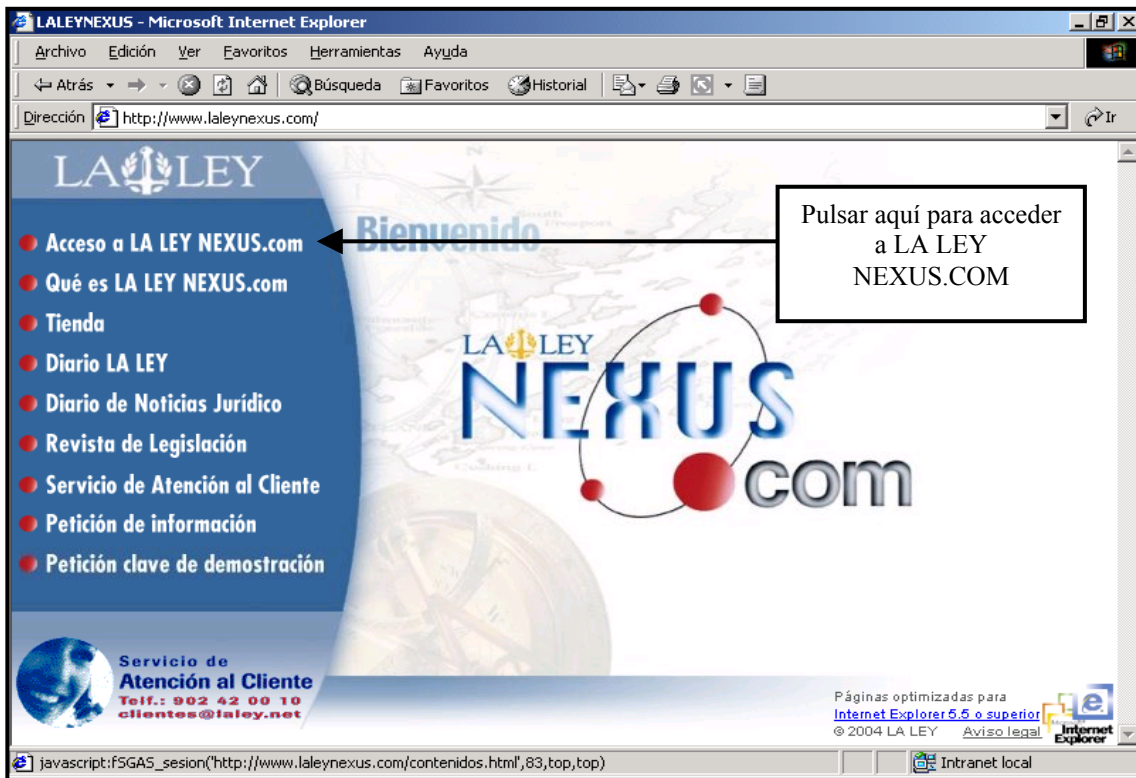 LALEYNEXUS - Microsoft Internet Explorer
Archivo Edición Ver Favoritos Herramientas Ayuda
Atrás Búsqueda Favoritos Historial
Dirección http://www.laleynexus.com/ Ir
LA LEY
Bienvenido
Pulsar aquí para acceder
a LA LEY
NEXUS.COM
Acceso a LA LEY NEXUS.com
Qué es LA LEY NEXUS.com
Tienda
Diario LA LEY
Diario de Noticias Jurídico
Revista de Legislación
Servicio de Atención al Cliente
Petición de información
Petición clave de demostración
LA LEY
NEXUS
com
Servicio de
Atención al Cliente
Telf.: 902 42 00 10
clientes@laley.net
Páginas optimizadas para
Internet Explorer 5.5 o superior
© 2004 LA LEY Aviso legal
Internet
Explorer
javascript:fSGAS_sesion('http://www.laleynexus.com/contenidos.html',83,top,top) Intranet local